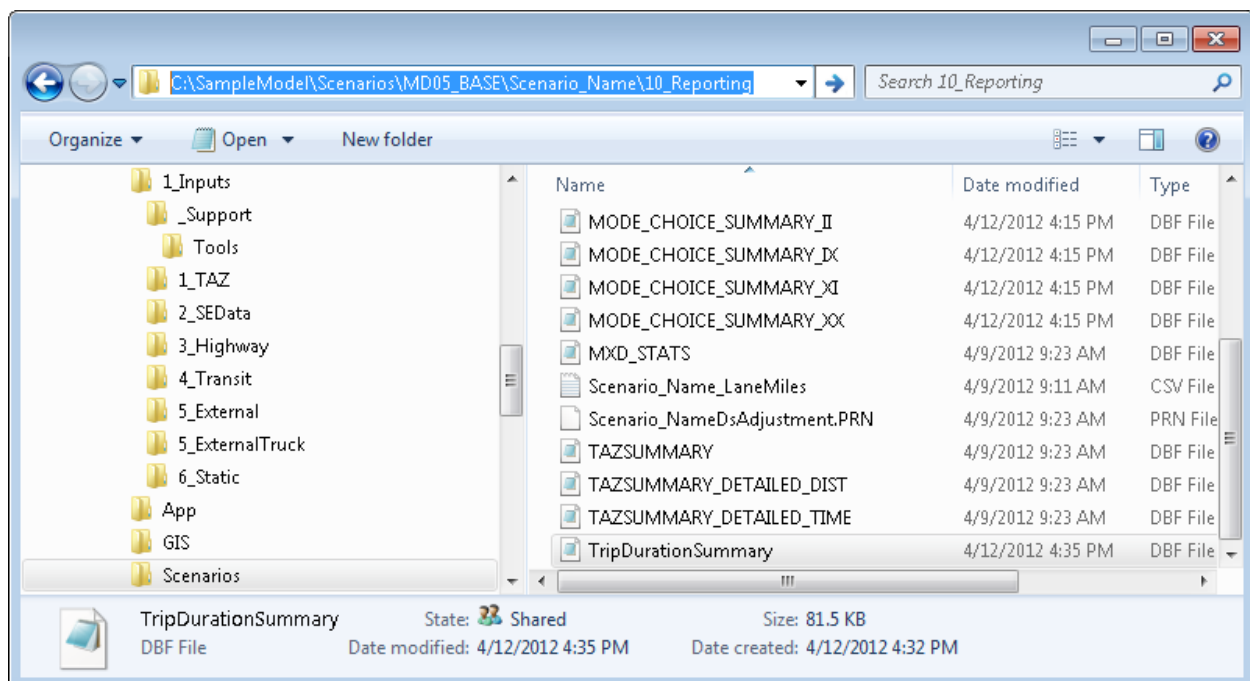 C:\SampleModel\Scenarios\MD05_BASE\Scenario_Name\10_Reporting
Search 10_Reporting
Organize Open New folder
1_Inputs
_Support
Tools
1_TAZ
2_SEData
3_Highway
4_Transit
5_External
5_ExternalTruck
6_Static
App
GIS
Scenarios
Name Date modified Type
MODE_CHOICE_SUMMARY_II 4/12/2012 4:15 PM DBF File
MODE_CHOICE_SUMMARY_IX 4/12/2012 4:15 PM DBF File
MODE_CHOICE_SUMMARY_XI 4/12/2012 4:15 PM DBF File
MODE_CHOICE_SUMMARY_XX 4/12/2012 4:15 PM DBF File
MXD_STATS 4/9/2012 9:23 AM DBF File
Scenario_Name_LaneMiles 4/9/2012 9:11 AM CSV File
Scenario_NameDsAdjustment.PRN 4/9/2012 9:23 AM PRN File
TAZSUMMARY 4/9/2012 9:23 AM DBF File
TAZSUMMARY_DETAILED_DIST 4/9/2012 9:23 AM DBF File
TAZSUMMARY_DETAILED_TIME 4/9/2012 9:23 AM DBF File
TripDurationSummary 4/12/2012 4:35 PM DBF File
TripDurationSummary State: Shared Size: 81.5 KB
DBF File Date modified: 4/12/2012 4:35 PM Date created: 4/12/2012 4:32 PM